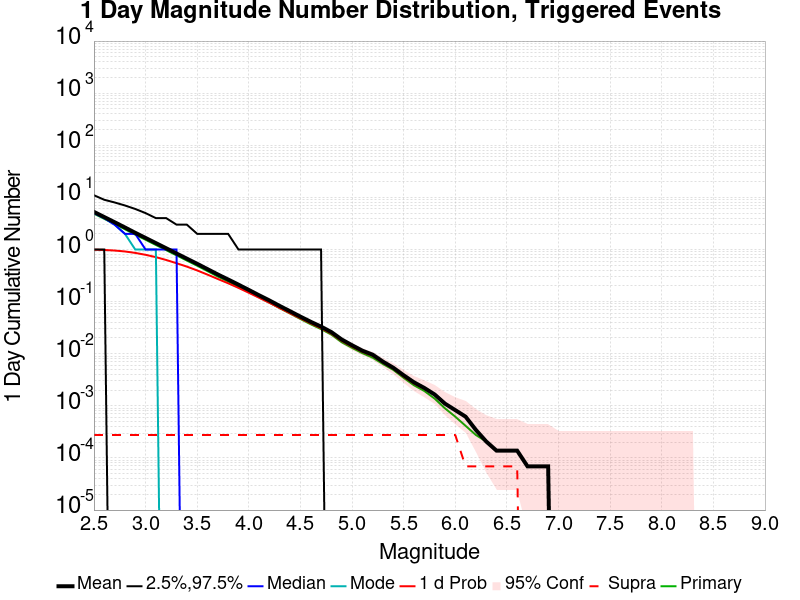 1 Day Magnitude Number Distribution, Triggered Events
10 4
10 3
10 2
10 1
10 0
10 -1
10 -2
10 -3
10 -4
10 -5
1 Day Cumulative Number
2.5 3.0 3.5 4.0 4.5 5.0 5.5 6.0 6.5 7.0 7.5 8.0 8.5 9.0
Magnitude
Mean 2.5%,97.5% Median Mode 1 d Prob 95% Conf Supra Primary